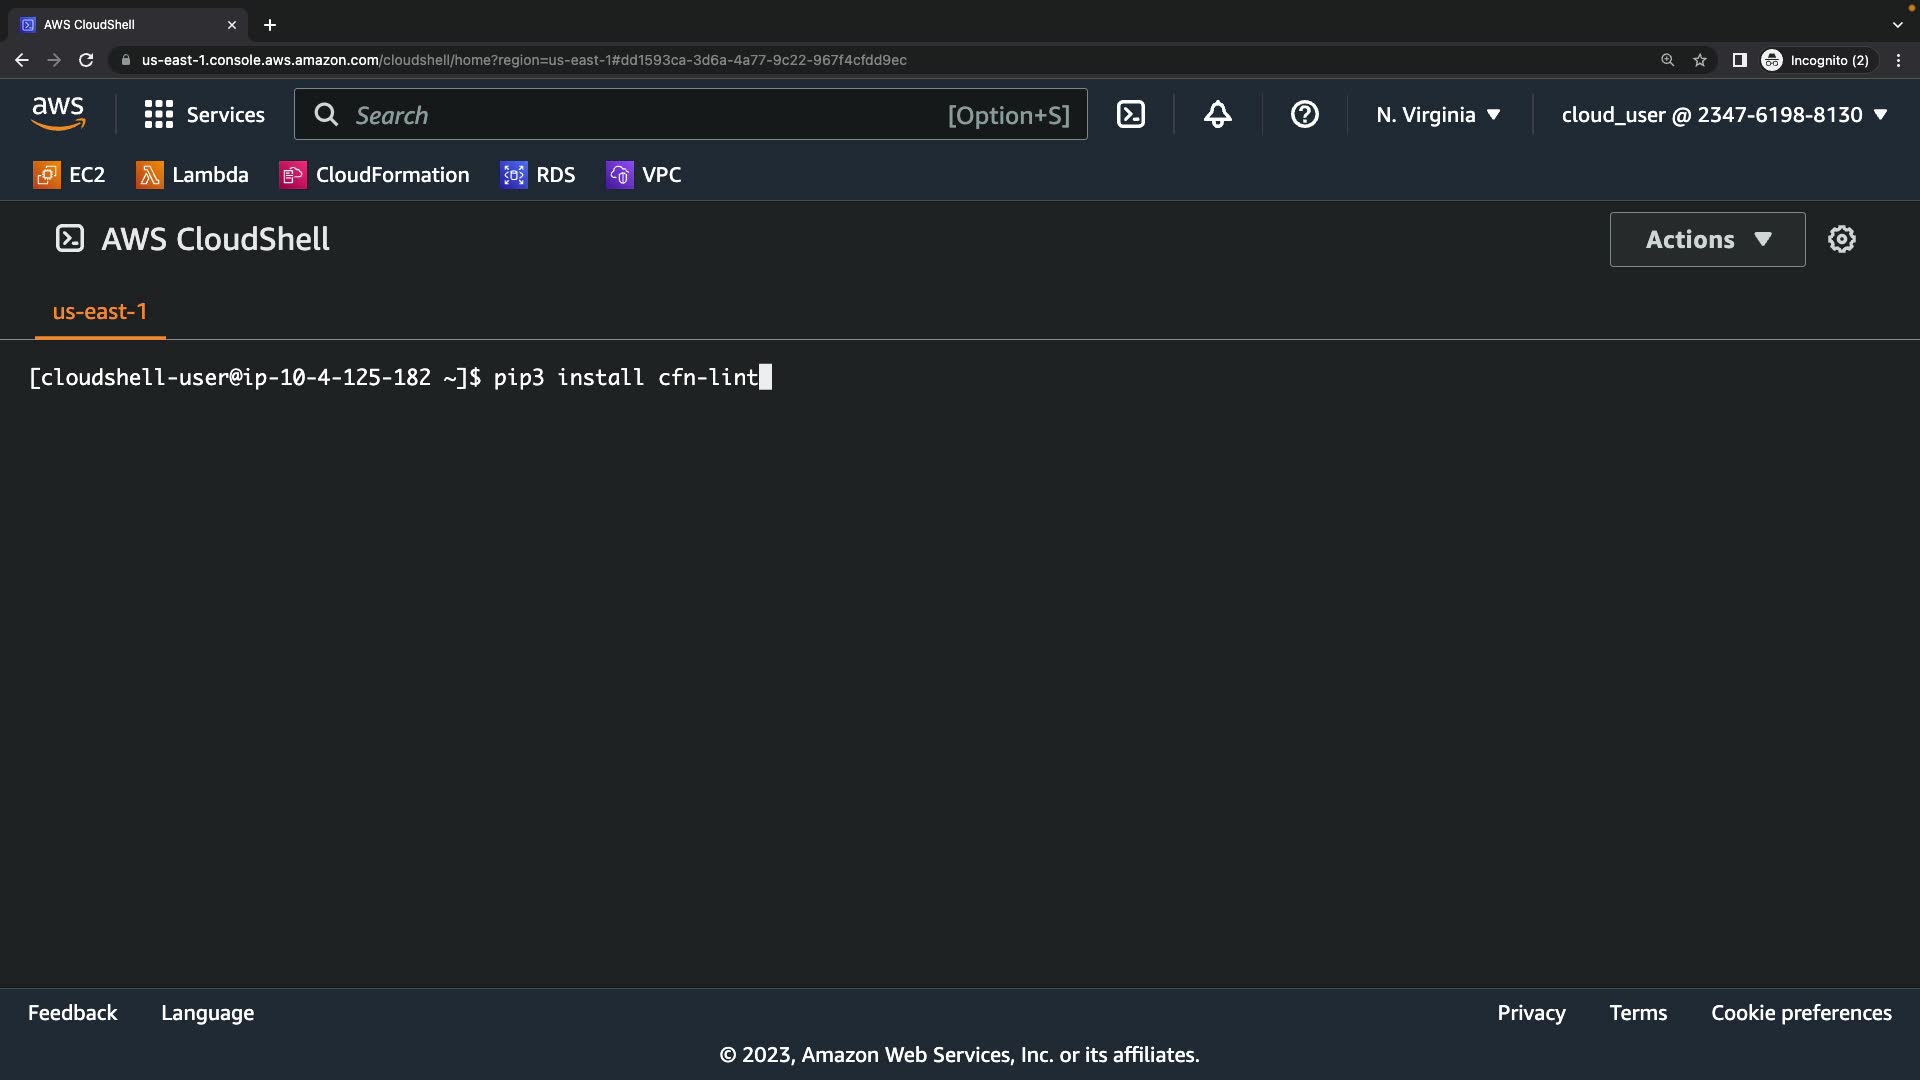 AWS CloudShell
us-east-1.console.aws.amazon.com/cloudshell/home?region=us-east-1#dd1593ca-3d6a-4a77-9c22-967f4cfdd9ec
Incognito (2)
aws
Services
Search
[Option+S]
N. Virginia
cloud_user @ 2347-6198-8130
EC2
Lambda
CloudFormation
RDS
VPC
AWS CloudShell
Actions
us-east-1
[cloudshell-user@ip-10-4-125-182 ~]$ pip3 install cfn-lint
Feedback
Language
Privacy
Terms
Cookie preferences
© 2023, Amazon Web Services, Inc. or its affiliates.